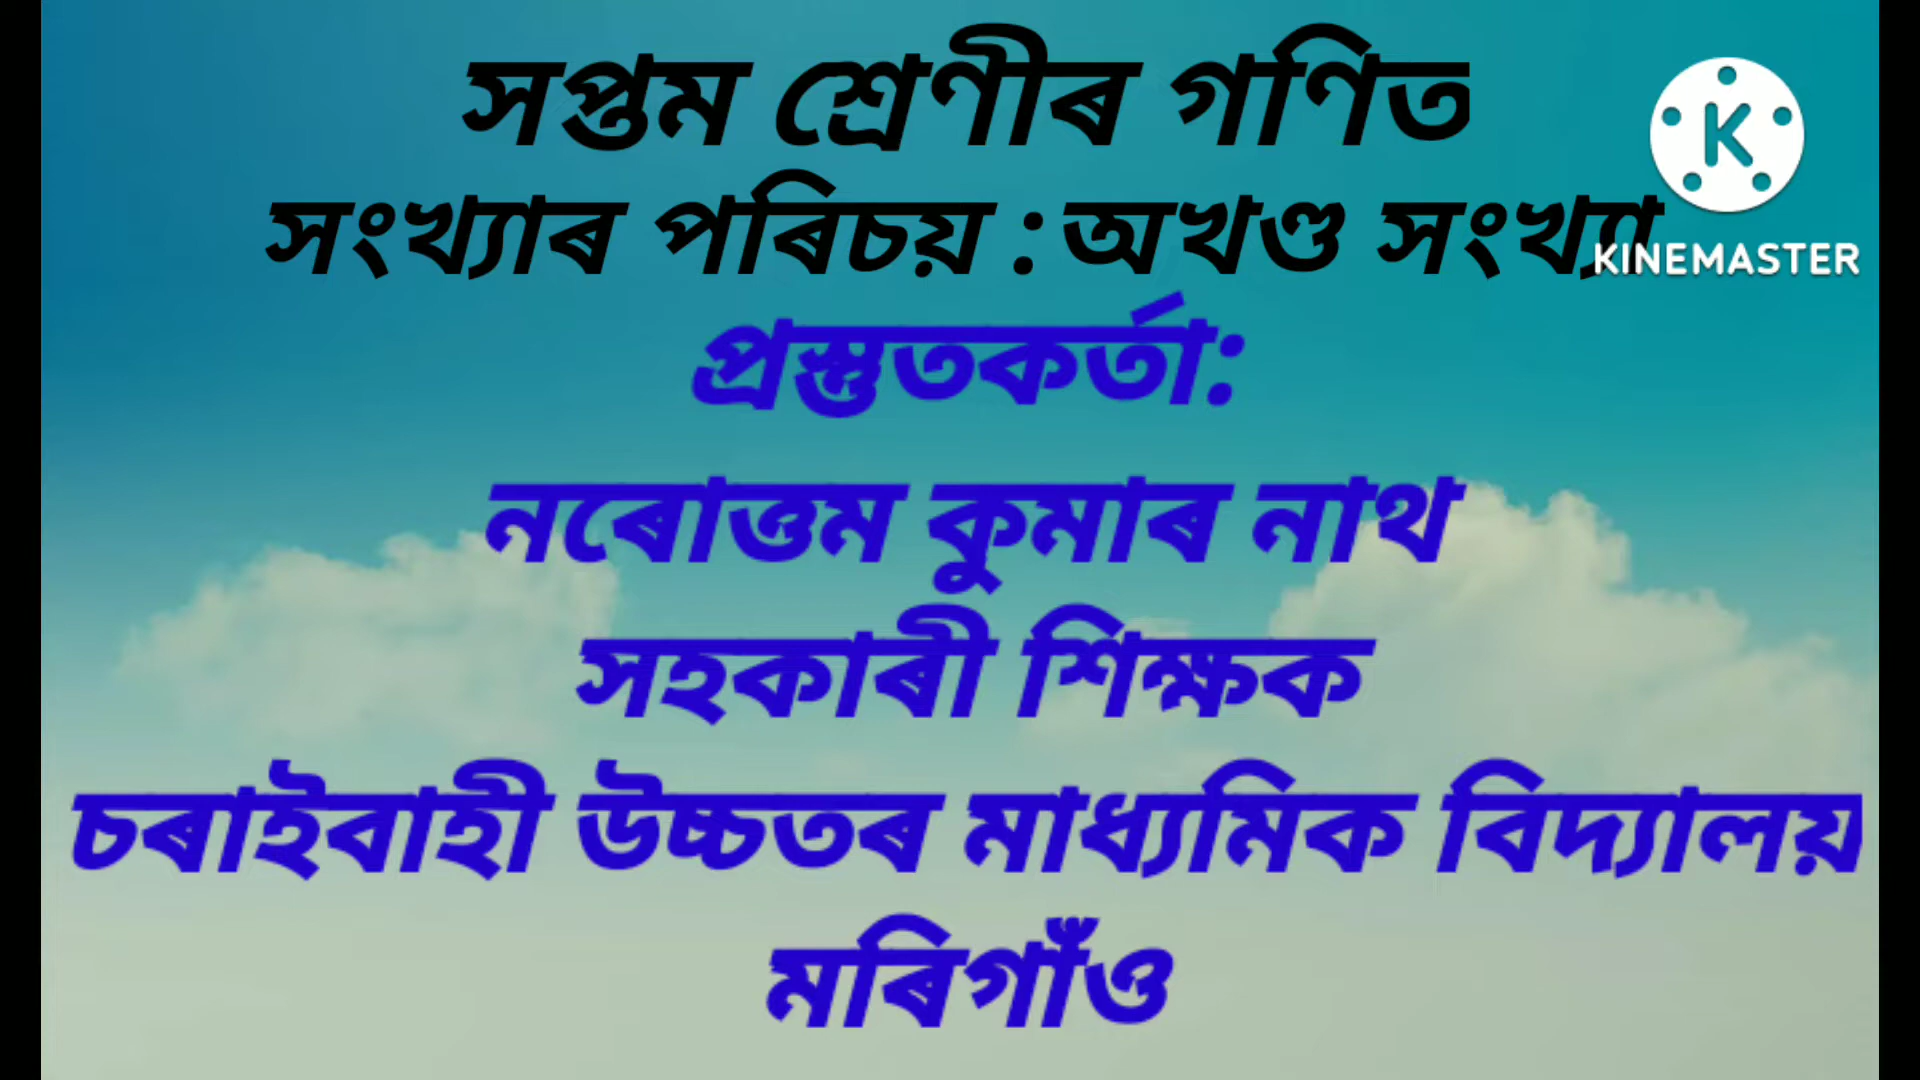 সপ্তম শ্ৰেণীৰ গণিত
সংখ্যাৰ পৰিচয় :অখণ্ড সংখ্যা
K
KINEMASTER
প্ৰস্তুতকৰ্তা:
নৰোত্তম কুমাৰ নাথ
সহকাৰী শিক্ষক
চৰাইবাহী উচ্চতৰ মাধ্যমিক বিদ্যালয়
মৰিগাঁও